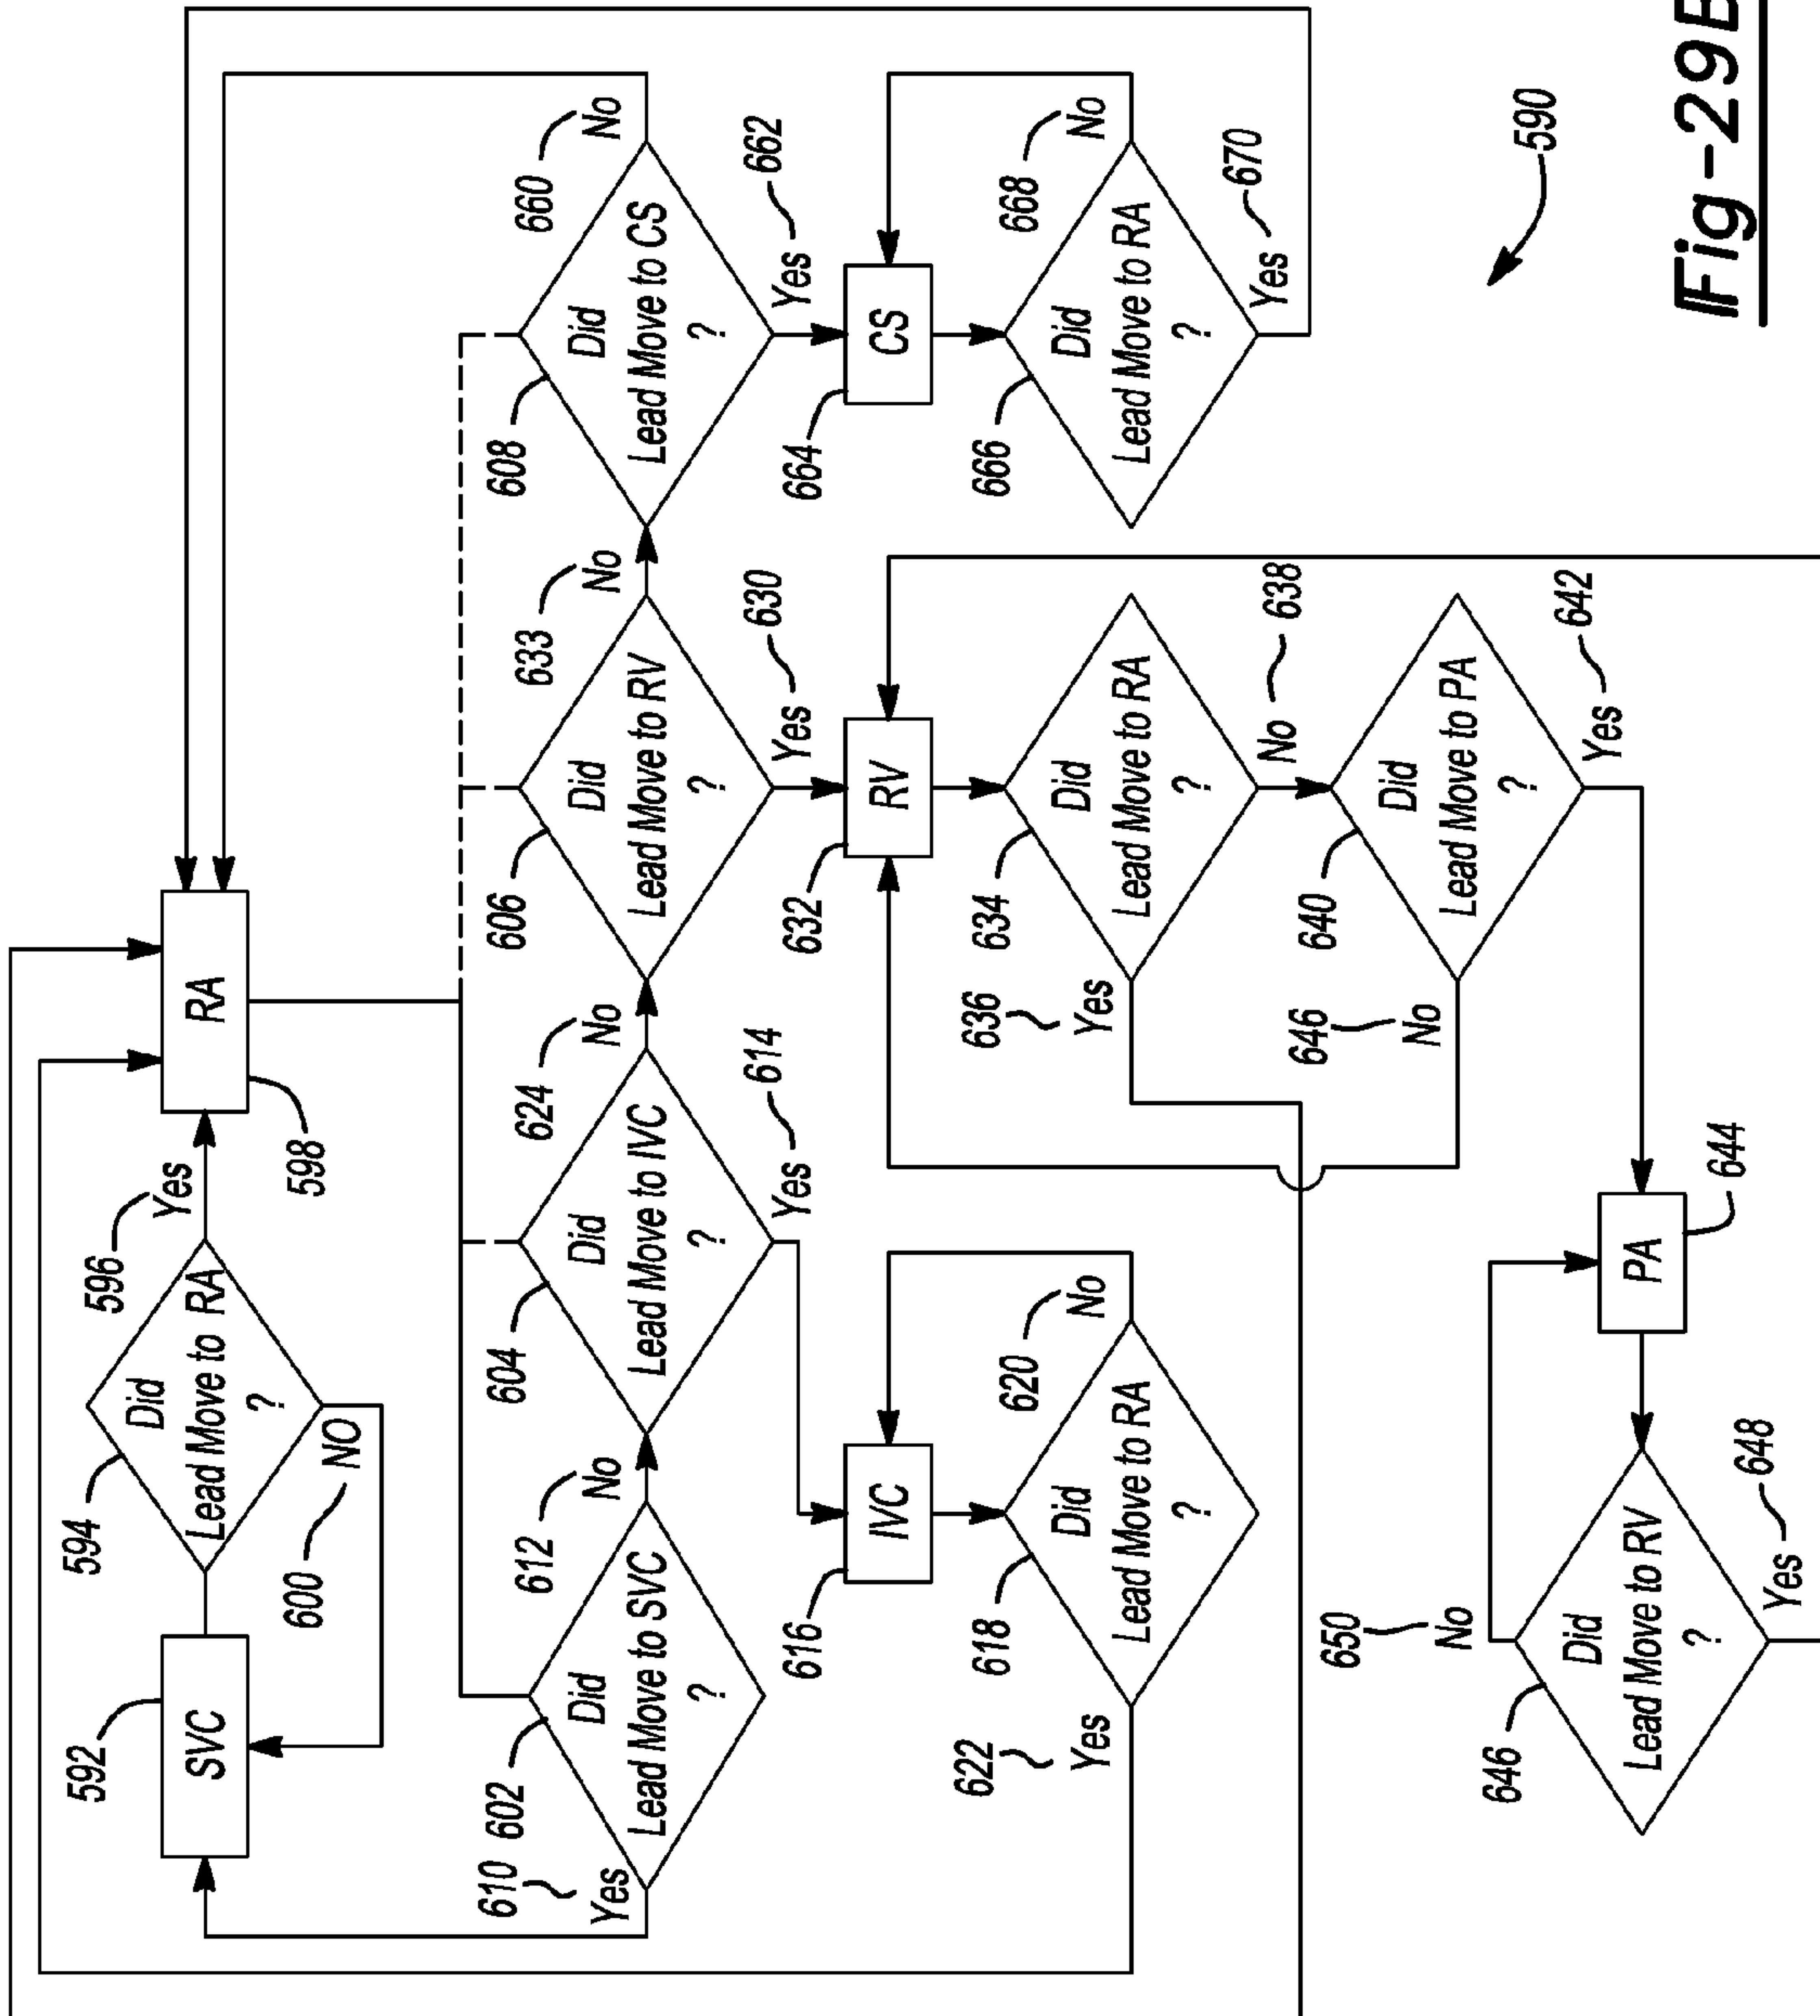 592
SVC
594
Did
Lead Move to RA
?
596
Yes
600
NO
RA
598
610
Yes
602
Did
Lead Move to SVC
?
612
No
604
Did
Lead Move to IVC
?
624
No
614
Yes
606
Did
Lead Move to RV
?
633
No
630
Yes
608
Did
Lead Move to CS
?
660
No
662
Yes
616
IVC
618
Did
Lead Move to RA
?
620
No
622
Yes
632
RV
634
Did
Lead Move to RA
?
636
Yes
638
No
640
Did
Lead Move to PA
?
646
No
642
Yes
664
CS
666
Did
Lead Move to RA
?
668
No
670
Yes
650
No
646
Did
Lead Move to RV
?
648
Yes
PA
644
590
Fig-29B